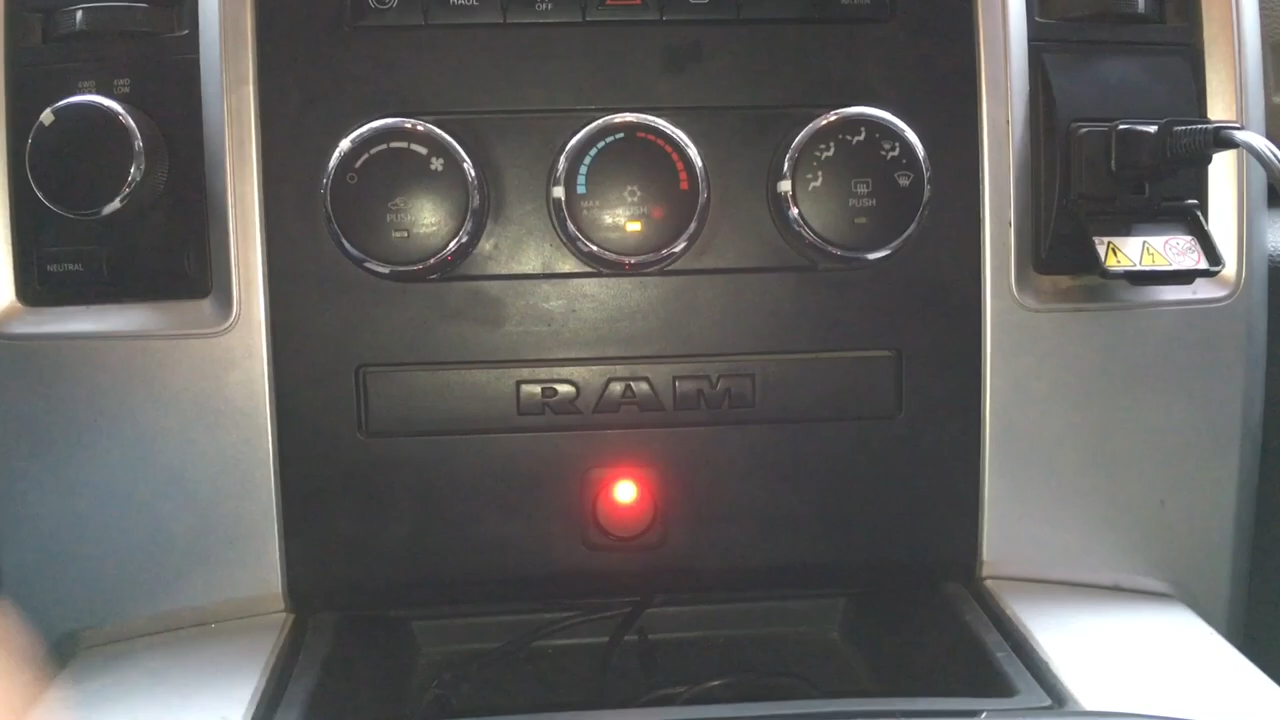 HAUL
OFF
4WD
LOCK
4WD
LOW
NEUTRAL
PUSH
MAX
A/C
PUSH
PUSH
RAM